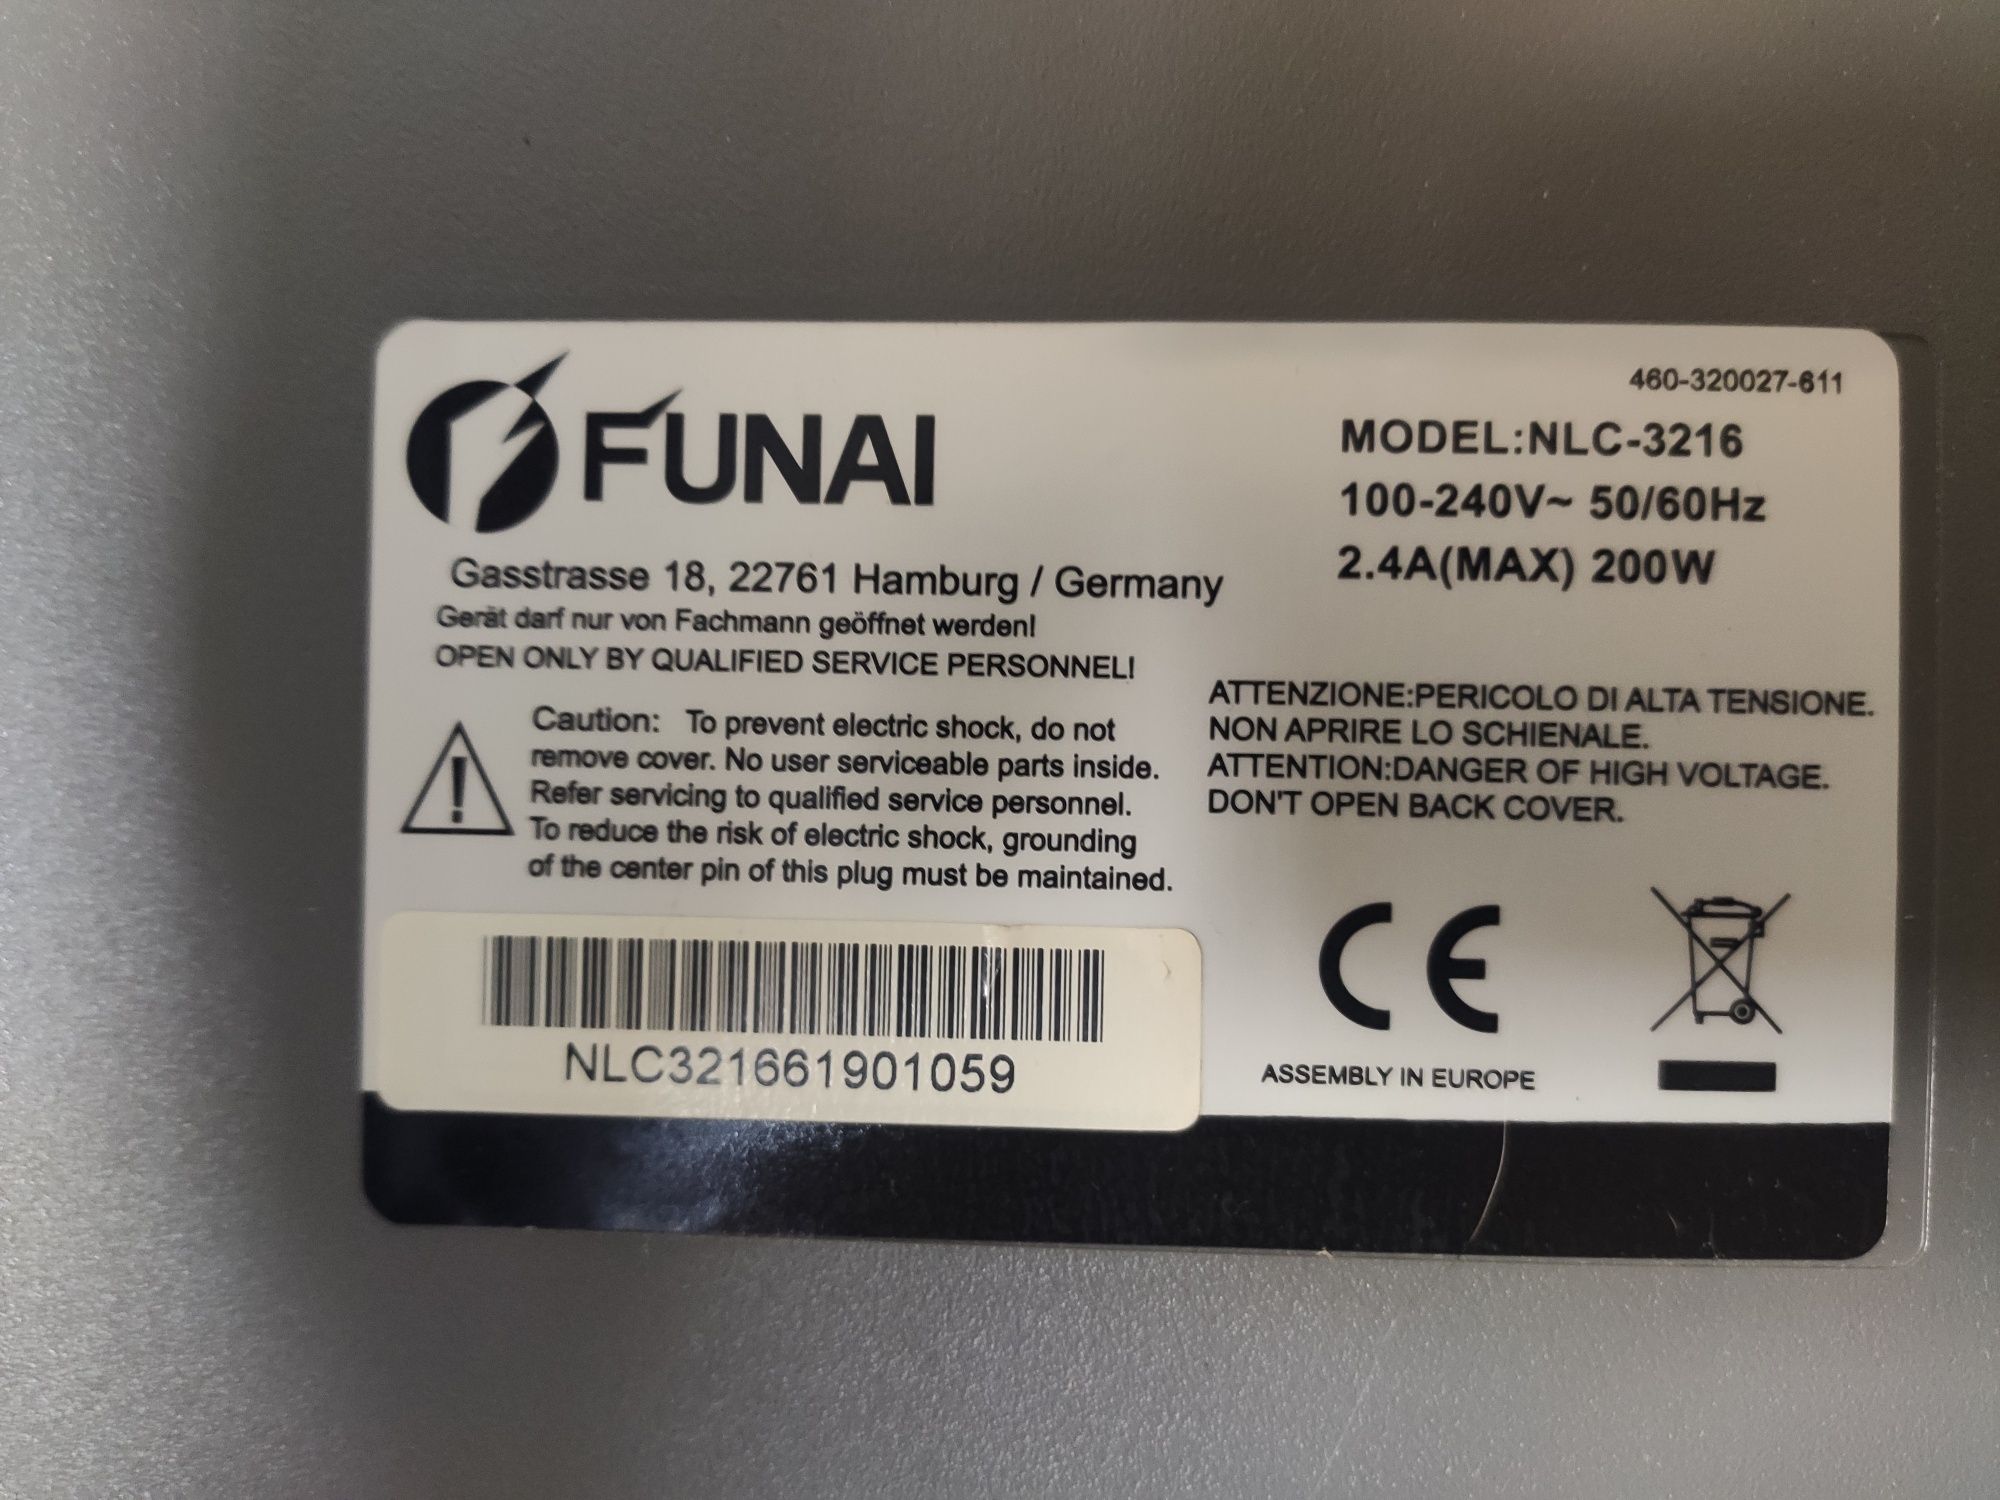 FUNAI
Gasstrasse 18, 22761 Hamburg / Germany
Gerät darf nur von Fachmann geöffnet werden!
OPEN ONLY BY QUALIFIED SERVICE PERSONNEL!
Caution: To prevent electric shock, do not
remove cover. No user serviceable parts inside.
Refer servicing to qualified service personnel.
To reduce the risk of electric shock, grounding
of the center pin of this plug must be maintained.
NLC321661901059
460-320027-611
MODEL:NLC-3216
100-240V~ 50/60Hz
2.4A(MAX) 200W
ATTENZIONE:PERICOLO DI ALTA TENSIONE.
NON APRIRE LO SCHIENALE.
ATTENTION:DANGER OF HIGH VOLTAGE.
DON'T OPEN BACK COVER.
CE
ASSEMBLY IN EUROPE